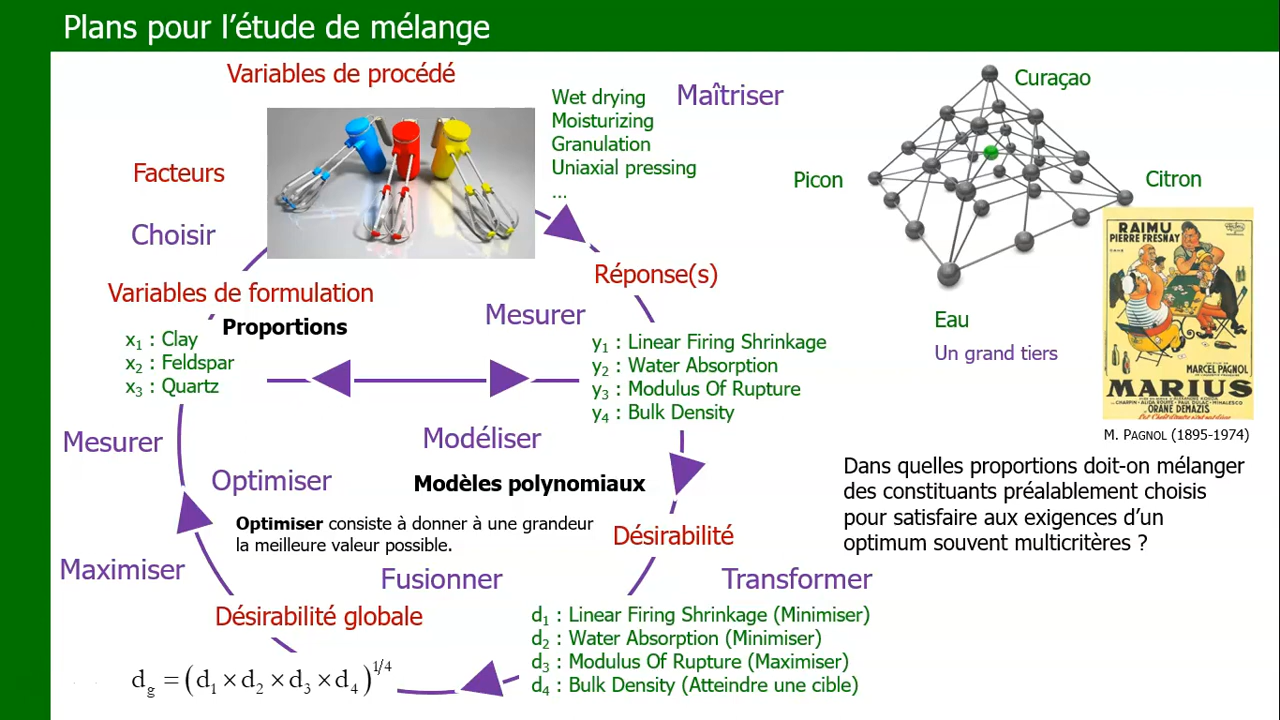 Plans pour l'étude de mélange
Variables de procédé
Wet drying
Moisturizing
Granulation
Uniaxial pressing
...
Maîtriser
Curaçao
Picon
Citron
Eau
Un grand tiers
Facteurs
Choisir
Variables de formulation
Proportions
x1 : Clay
x2 : Feldspar
x3 : Quartz
Réponse(s)
Mesurer
y1 : Linear Firing Shrinkage
y2 : Water Absorption
y3 : Modulus Of Rupture
y4 : Bulk Density
RAIMU
PIERRE FRESNAY
MARCEL PAGNOL
MARIUS
ORANE DEMAZIS
M. PAGNOL (1895-1974)
Mesurer
Modéliser
Optimiser
Modèles polynomiaux
Optimiser consiste à donner à une grandeur
la meilleure valeur possible.
Dans quelles proportions doit-on mélanger
des constituants préalablement choisis
pour satisfaire aux exigences d'un
optimum souvent multicritères ?
Désirabilité
Maximiser
Fusionner
Transformer
Désirabilité globale
d1 : Linear Firing Shrinkage (Minimiser)
d2 : Water Absorption (Minimiser)
d3 : Modulus Of Rupture (Maximiser)
d4 : Bulk Density (Atteindre une cible)
dg = (d1 × d2 × d3 × d4)^1/4